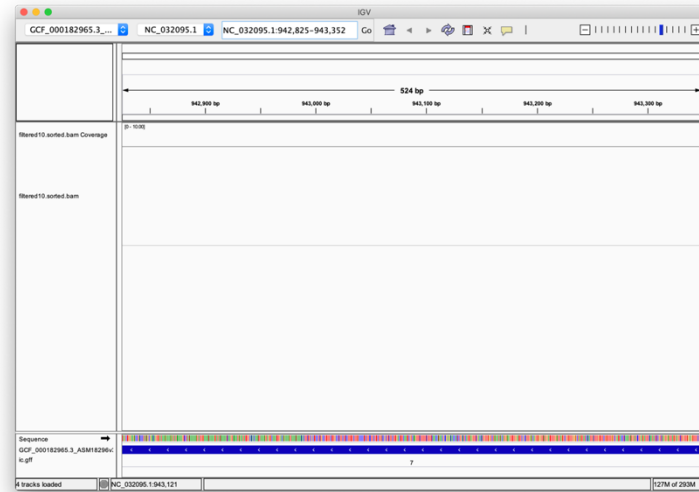 IGV
GCF_000182965.3_... NC_032095.1 NC_032095.1:942,825-943,352 Go
524 bp
942,900 bp 943,000 bp 943,100 bp 943,200 bp 943,300 bp
filtered10.sorted.bam Coverage
[0 - 10.00]
filtered10.sorted.bam
Sequence
GCF_000182965.3_ASM18296v:
ic.gff
7
4 tracks loaded NC_032095.1:943,121 127M of 293M